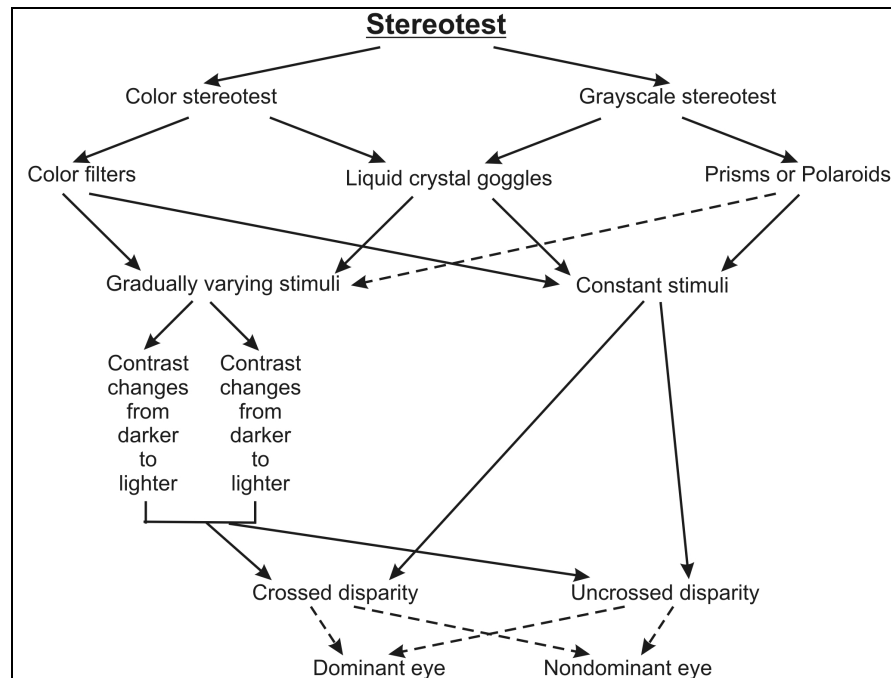 Stereotest
Color stereotest
Grayscale stereotest
Color filters
Liquid crystal goggles
Prisms or Polaroids
Gradually varying stimuli
Constant stimuli
Contrast
changes
from
darker
to
lighter
Contrast
changes
from
darker
to
lighter
Crossed disparity
Uncrossed disparity
Dominant eye
Nondominant eye